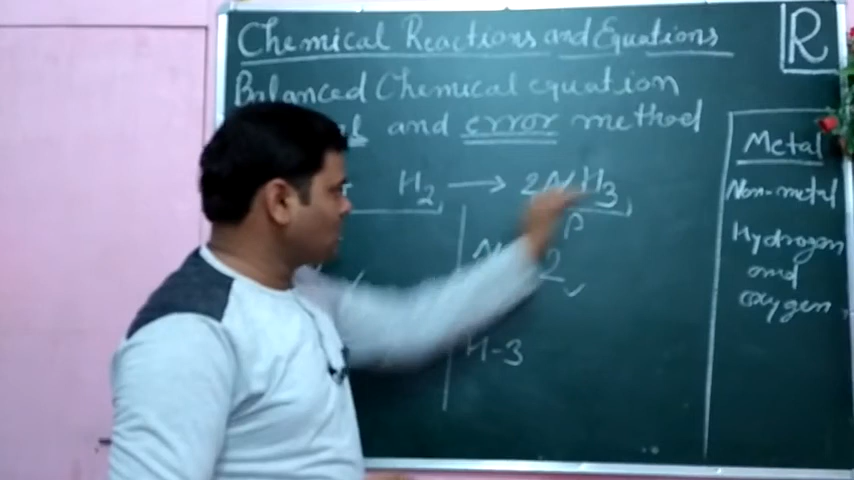 Chemical Reactions and Equations
R
Balanced Chemical equation
and error method
H2 → 2NH3
P
2
✓
H-3
Metal
Non-metal
Hydrogen
and
oxygen